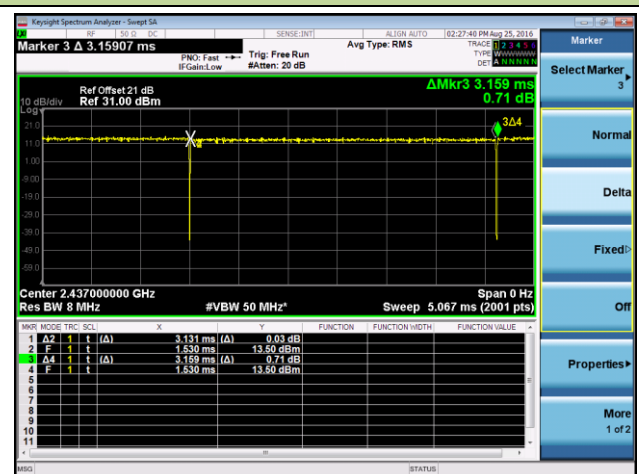 Keysight Spectrum Analyzer - Swept SA
RF 50 Ω DC SENSE:INT ALIGN AUTO 02:27:40 PM Aug 25, 2016
Marker 3 Δ 3.15907 ms
PNO: Fast
IFGain:Low
Trig: Free Run
#Atten: 20 dB
Avg Type: RMS
TRACE 1 2 3 4 5 6
TYPE
DET A N N N N N
Ref Offset 21 dB
10 dB/div Ref 31.00 dBm
Log
ΔMkr3 3.159 ms
0.71 dB
21.0
11.0
1.00
-9.00
-19.0
-29.0
-39.0
-49.0
-59.0
3Δ4
Center 2.437000000 GHz Span 0 Hz
Res BW 8 MHz #VBW 50 MHz* Sweep 5.067 ms (2001 pts)
MKR MODE TRC SCL X Y FUNCTION FUNCTION WIDTH FUNCTION VALUE
1 Δ2 1 t (Δ) 3.131 ms (Δ) 0.03 dB
2 F 1 t 1.530 ms 13.50 dBm
3 Δ4 1 t (Δ) 3.159 ms (Δ) 0.71 dB
4 F 1 t 1.530 ms 13.50 dBm
5
6
7
8
9
10
11
MSG STATUS
Marker
Select Marker
3
Normal
Delta
Fixed
Off
Properties
More
1 of 2